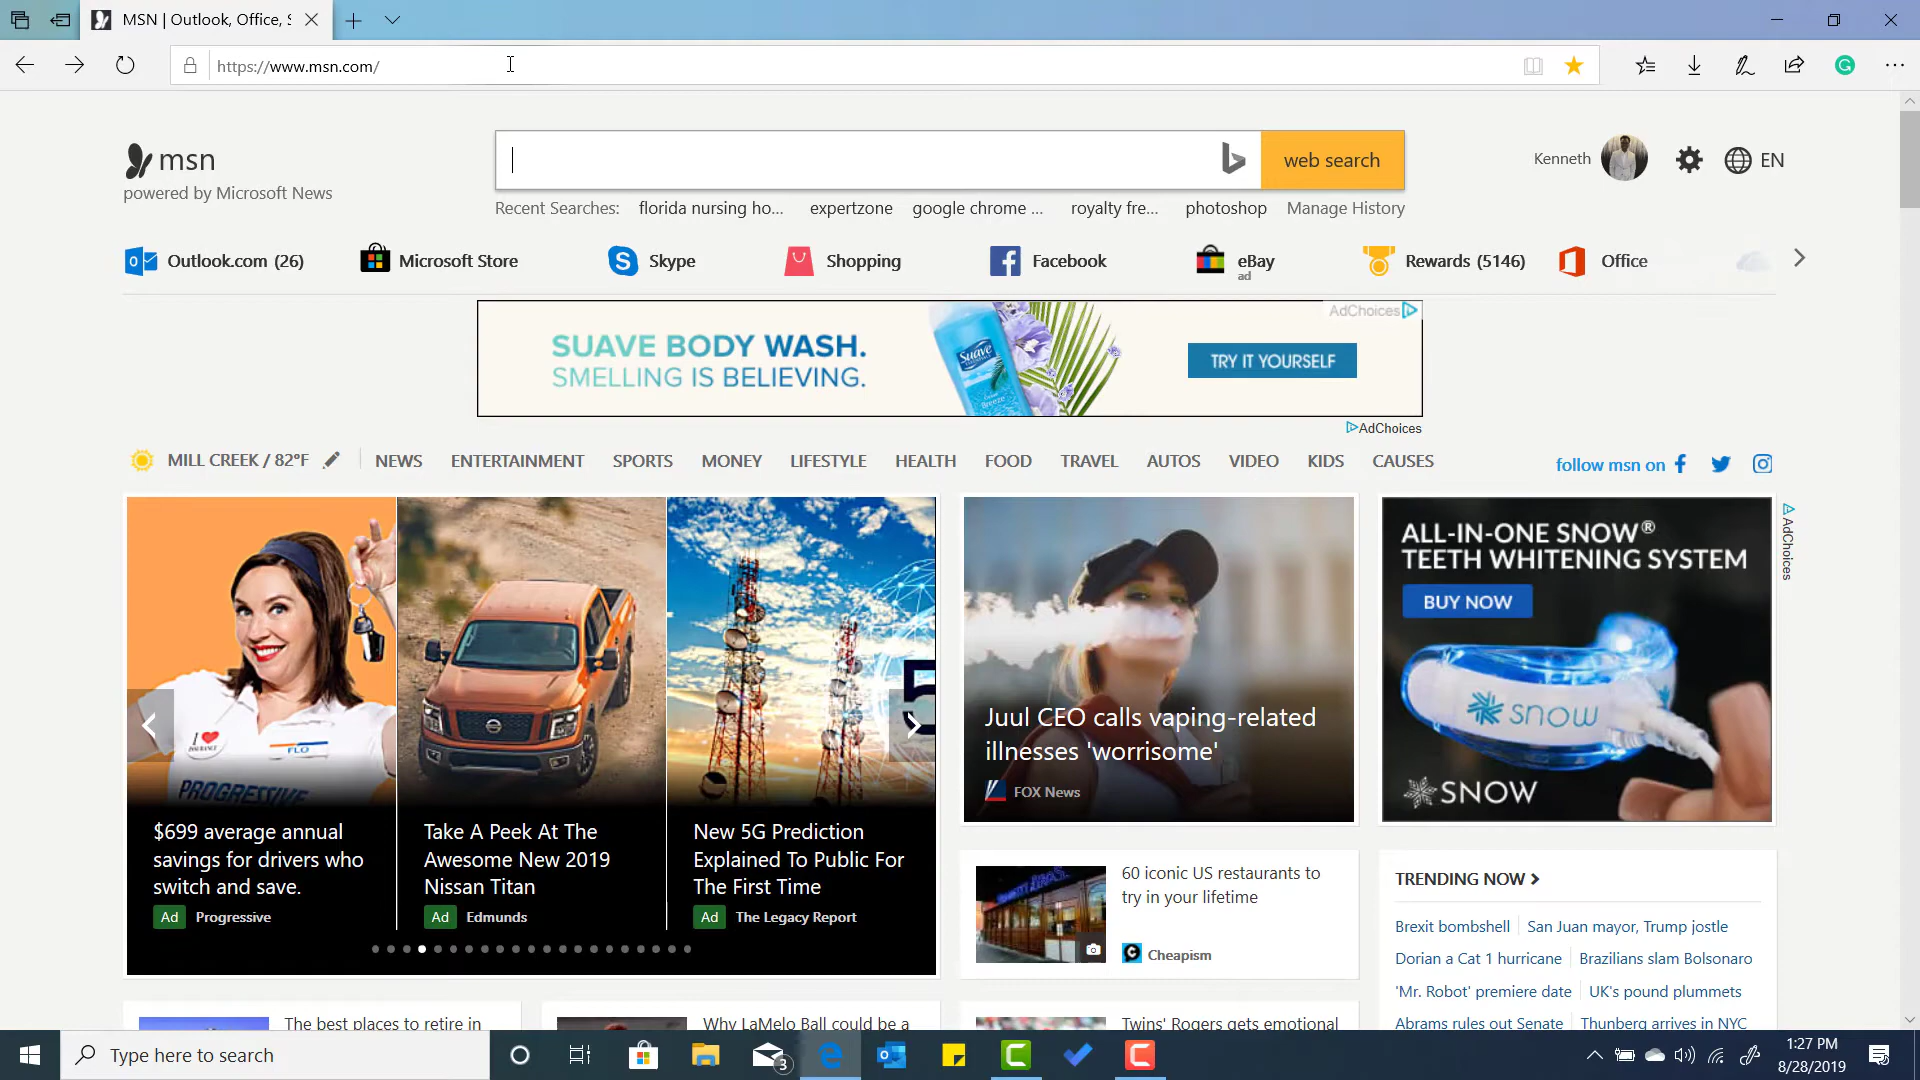 MSN | Outlook, Office, S
https://www.msn.com/
msn
powered by Microsoft News
web search
Kenneth
EN
Recent Searches: florida nursing ho... expertzone google chrome ... royalty fre... photoshop Manage History
Outlook.com (26)
Microsoft Store
Skype
Shopping
Facebook
eBay
ad
Rewards (5146)
Office
AdChoices
SUAVE BODY WASH.
SMELLING IS BELIEVING.
Suave
TRY IT YOURSELF
AdChoices
MILL CREEK / 82°F
NEWS ENTERTAINMENT SPORTS MONEY LIFESTYLE HEALTH FOOD TRAVEL AUTOS VIDEO KIDS CAUSES
follow msn on
I ♥
INSURANCE
FLO
PROGRESSIVE
$699 average annual
savings for drivers who
switch and save.
Ad Progressive
Take A Peek At The
Awesome New 2019
Nissan Titan
Ad Edmunds
5
New 5G Prediction
Explained To Public For
The First Time
Ad The Legacy Report
Juul CEO calls vaping-related
illnesses 'worrisome'
FOX News
ALL-IN-ONE SNOW®
TEETH WHITENING SYSTEM
BUY NOW
SNOW
SNOW
AdChoices
60 iconic US restaurants to
try in your lifetime
Cheapism
TRENDING NOW
Brexit bombshell
San Juan mayor, Trump jostle
Dorian a Cat 1 hurricane
Brazilians slam Bolsonaro
'Mr. Robot' premiere date
UK's pound plummets
Abrams rules out Senate
Thunberg arrives in NYC
The best places to retire in
Why LaMelo Ball could be a
Twins' Rogers gets emotional
Type here to search
3
1:27 PM
8/28/2019